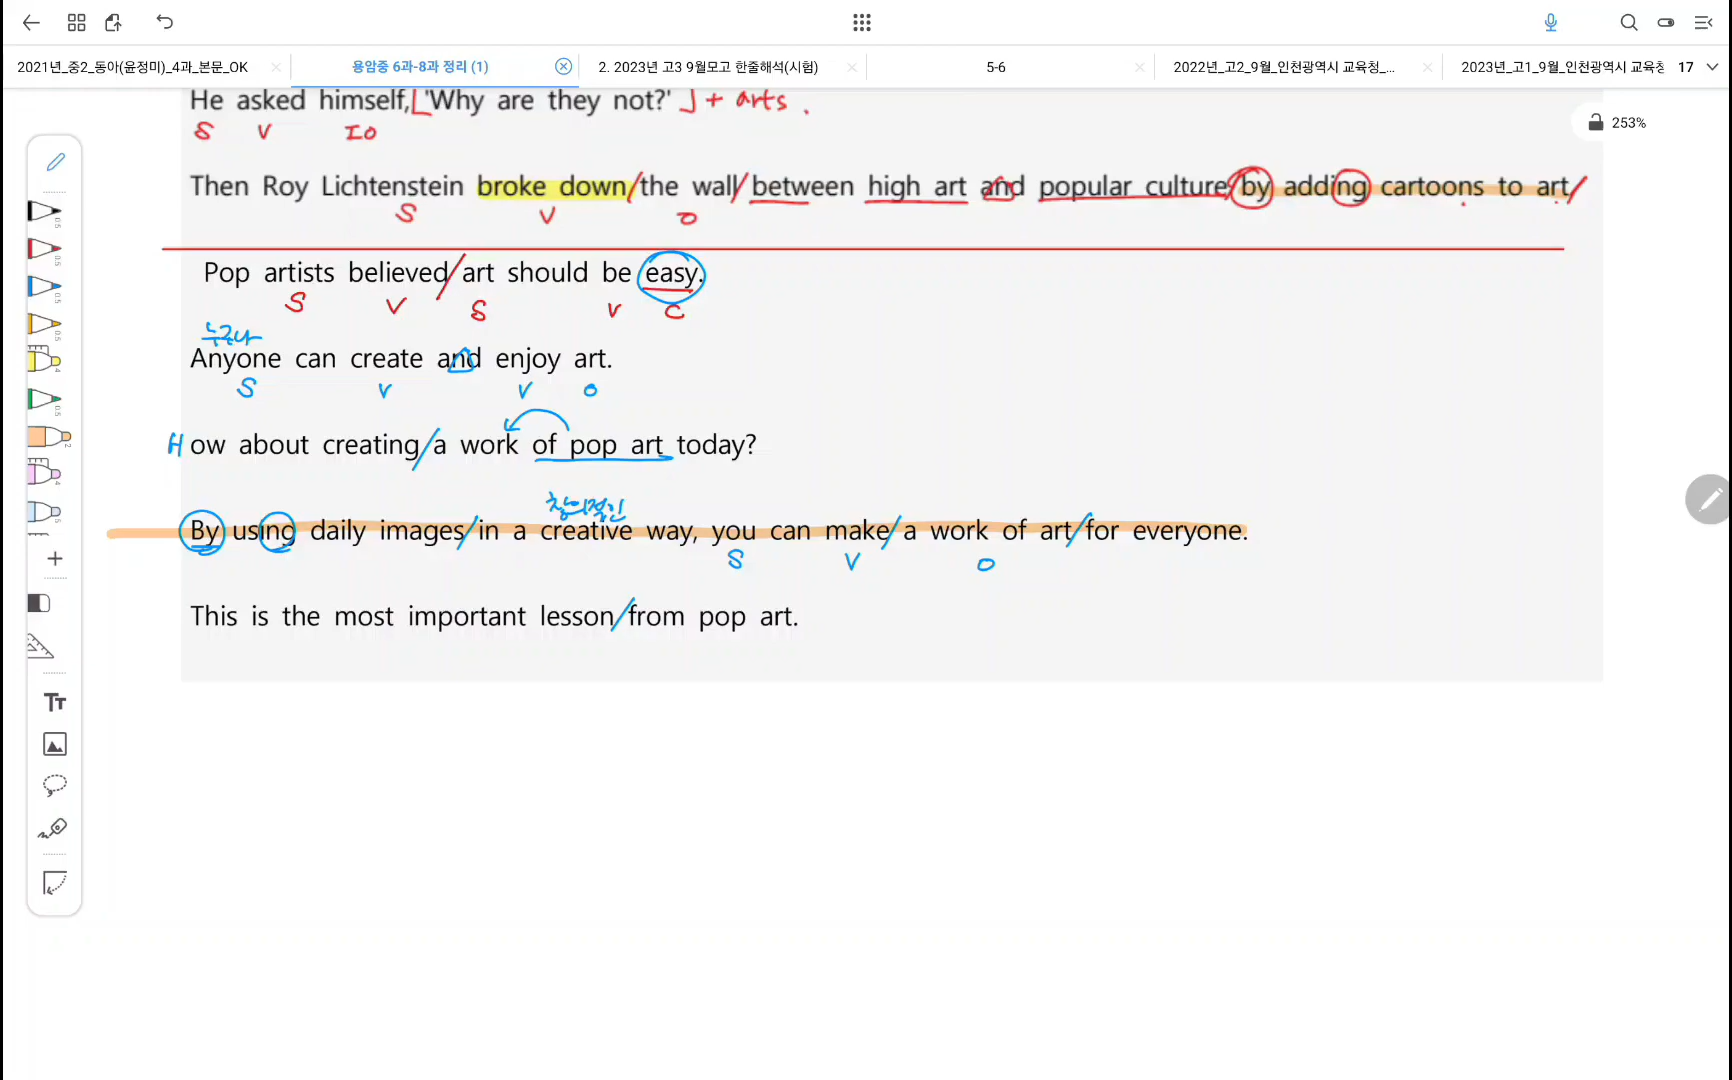 2021년_중2_동아(윤정미)_4과_본문_OK 용암중 6과-8과 정리 (1) 2. 2023년 고3 9월모고 한줄해석(시험) 5-6 2022년_고2_9월_인천광역시 교육청_... 2023년_고1_9월_인천광역시 교육청 17
253%
He asked himself, 'Why are they not?' + arts .
S V IO
Then Roy Lichtenstein broke down/the wall/between high art and popular culture/by adding cartoons to art/
S V O
Pop artists believed/art should be easy.
S V S V C
누구나
Anyone can create and enjoy art.
S V V O
How about creating/a work of pop art today?
창의적인
By using daily images/in a creative way, you can make/a work of art/for everyone.
S V O
This is the most important lesson/from pop art.
TT